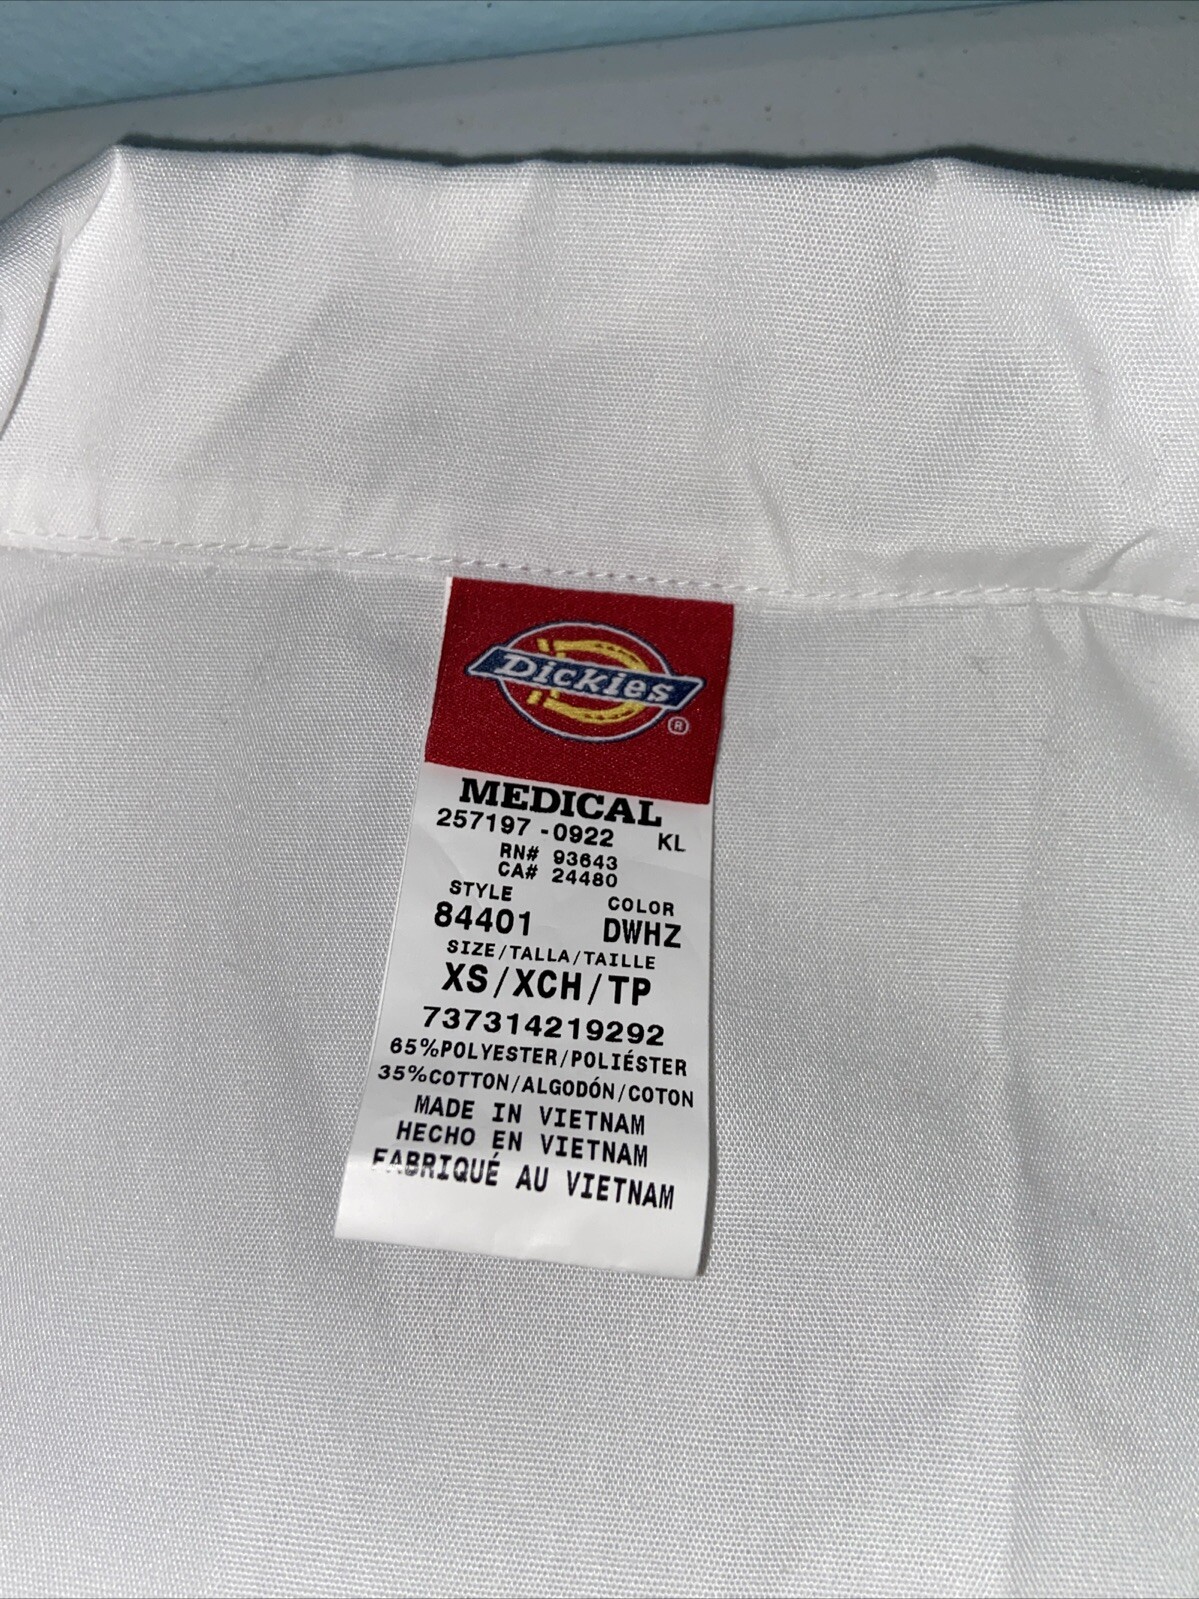 Dickies®
MEDICAL
257197-0922 KL
RN# 93643
CA# 24480
STYLE COLOR
84401 DWHZ
SIZE/TALLA/TAILLE
XS/XCH/TP
737314219292
65%POLYESTER/POLIÉSTER
35%COTTON/ALGODÓN/COTON
MADE IN VIETNAM
HECHO EN VIETNAM
FABRIQUÉ AU VIETNAM